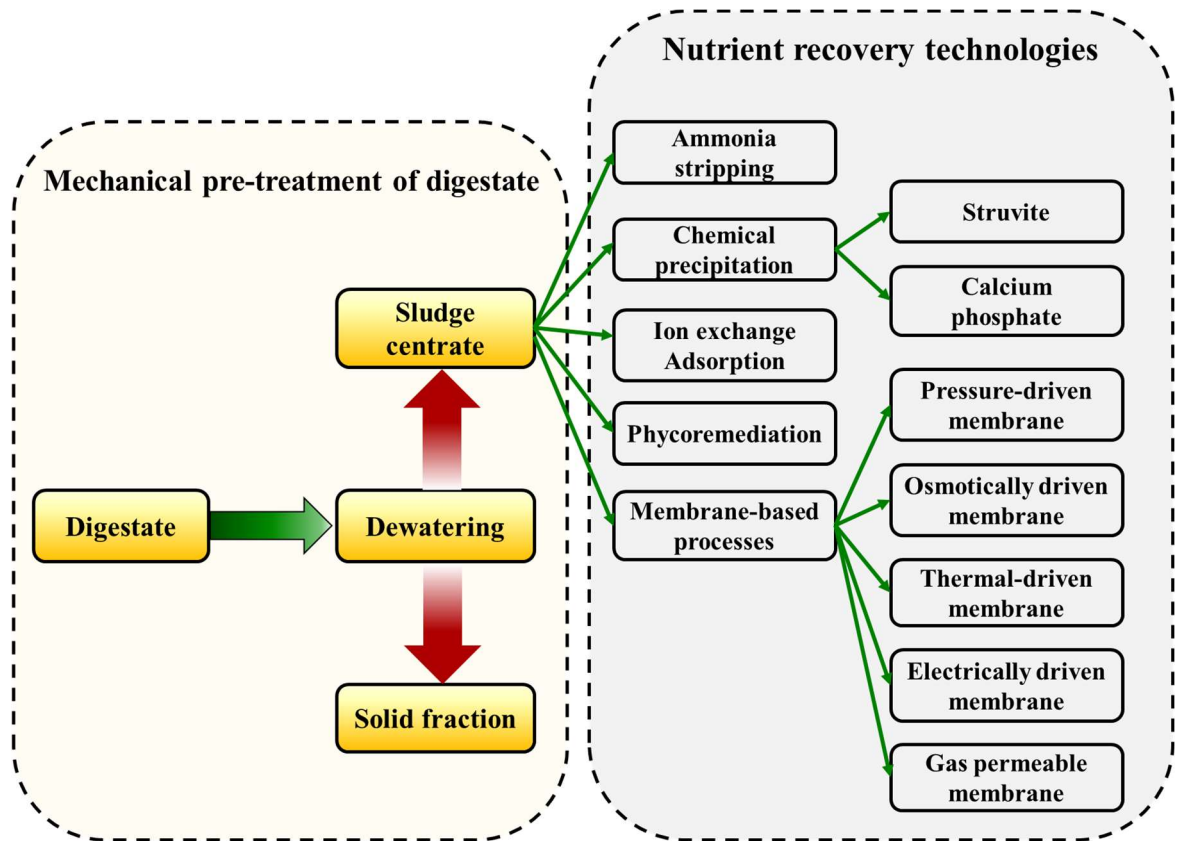 Mechanical pre-treatment of digestate
Sludge
centrate
Digestate
Dewatering
Solid fraction
Nutrient recovery technologies
Ammonia
stripping
Chemical
precipitation
Ion exchange
Adsorption
Phycoremediation
Membrane-based
processes
Struvite
Calcium
phosphate
Pressure-driven
membrane
Osmotically driven
membrane
Thermal-driven
membrane
Electrically driven
membrane
Gas permeable
membrane